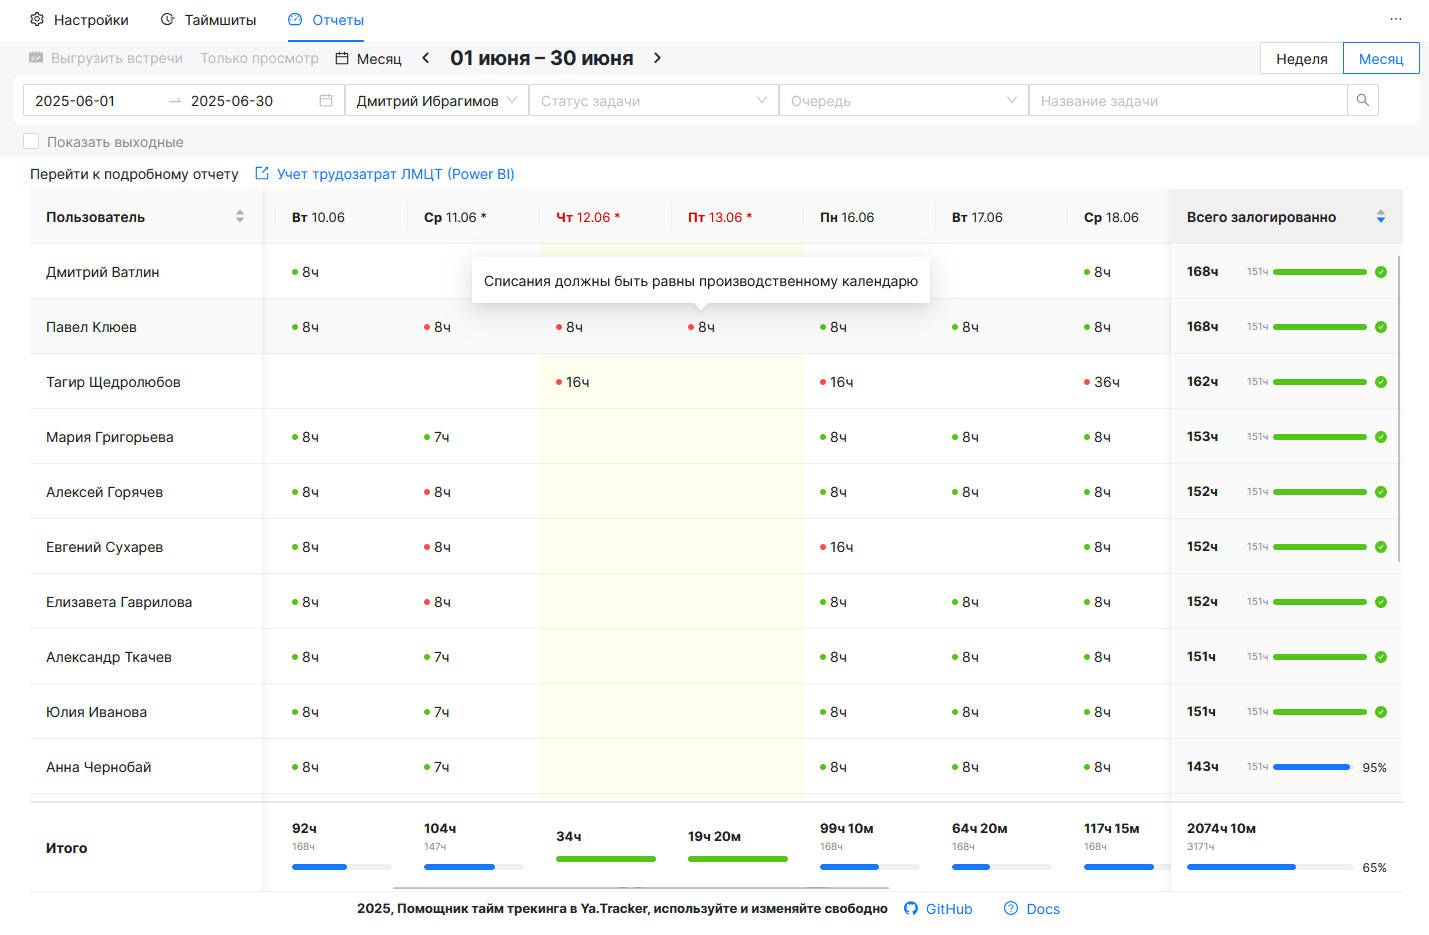 Настройки Таймшиты Отчеты ...
Выгрузить встречи Только просмотр Месяц 01 июня – 30 июня Неделя Месяц
2025-06-01 2025-06-30 Дмитрий Ибрагимов Статус задачи Очередь Название задачи
Показать выходные
Перейти к подробному отчету Учет трудозатрат ЛМЦТ (Power BI)
Пользователь Вт 10.06 Ср 11.06 * Чт 12.06 * Пт 13.06 * Пн 16.06 Вт 17.06 Ср 18.06 Всего залогированно
Дмитрий Ватлин 8ч 8ч 168ч 151ч
Списания должны быть равны производственному календарю
Павел Клюев 8ч 8ч 8ч 8ч 8ч 8ч 8ч 168ч 151ч
Тагир Щедролюбов 16ч 16ч 36ч 162ч 151ч
Мария Григорьева 8ч 7ч 8ч 8ч 8ч 153ч 151ч
Алексей Горячев 8ч 8ч 8ч 8ч 8ч 152ч 151ч
Евгений Сухарев 8ч 8ч 16ч 8ч 152ч 151ч
Елизавета Гаврилова 8ч 8ч 8ч 8ч 8ч 152ч 151ч
Александр Ткачев 8ч 7ч 8ч 8ч 8ч 151ч 151ч
Юлия Иванова 8ч 7ч 8ч 8ч 8ч 151ч 151ч
Анна Чернобай 8ч 7ч 8ч 8ч 8ч 143ч 151ч 95%
92ч 104ч 34ч 19ч 20м 99ч 10м 64ч 20м 117ч 15м 2074ч 10м
Итого 168ч 147ч 168ч 168ч 168ч 3171ч
65%
2025, Помощник тайм трекинга в Ya.Tracker, используйте и изменяйте свободно GitHub Docs